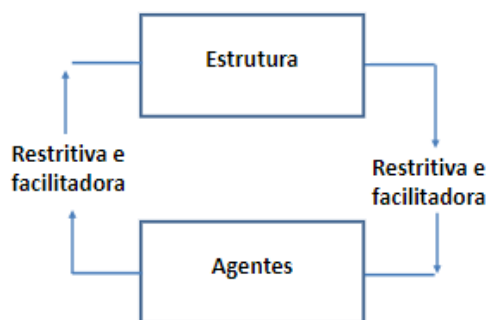 Estrutura
Restritiva e
facilitadora
Restritiva e
facilitadora
Agentes